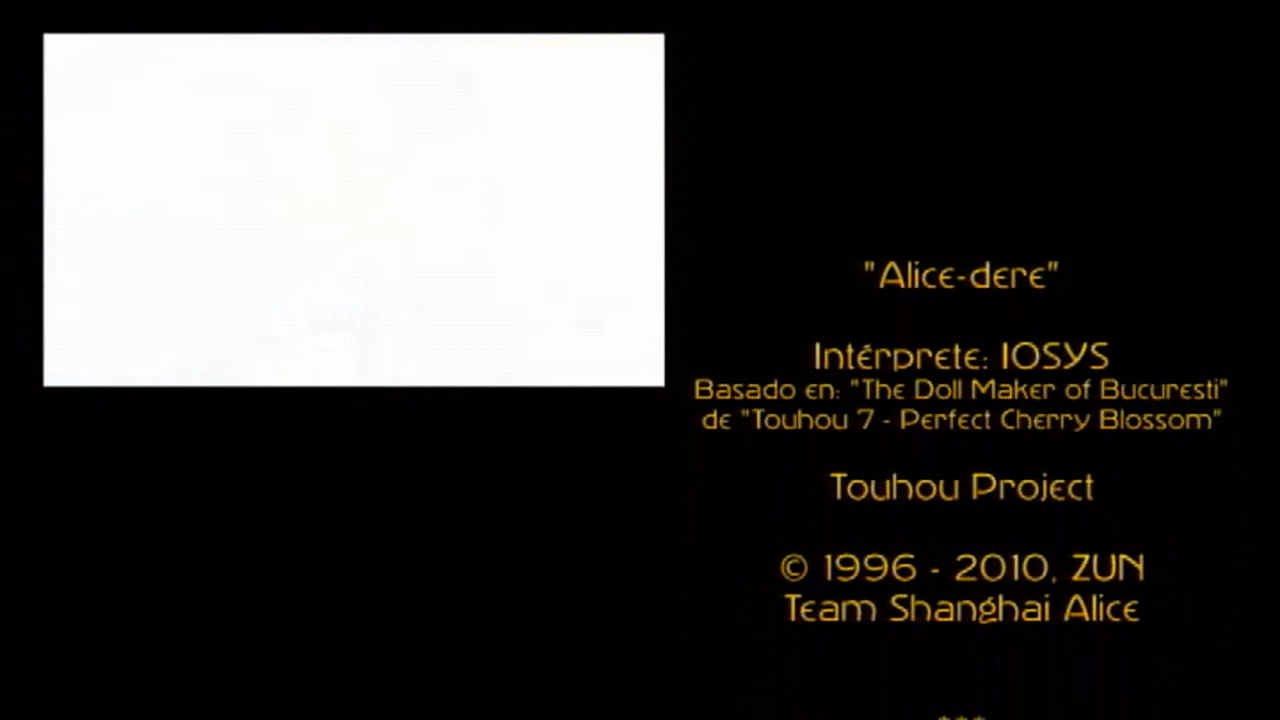 "Alice-dere"
Intérprete: IOSYS
Basado en: "The Doll Maker of Bucuresti"
de "Touhou 7 - Perfect Cherry Blossom"
Touhou Project
© 1996 - 2010, ZUN
Team Shanghai Alice
***